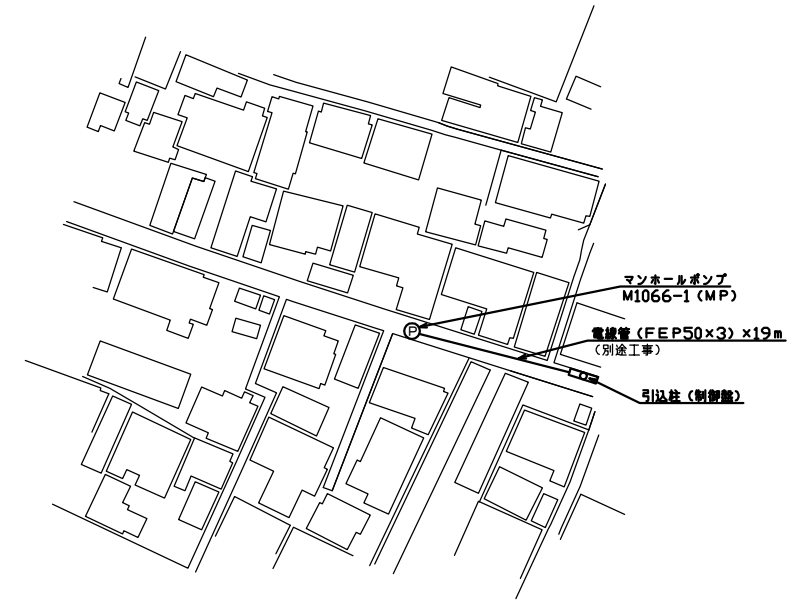 マンホールポンプ
M1066-1（MP）
P
電線管（FEP50×3）×19m
（別途工事）
引込柱（制御盤）